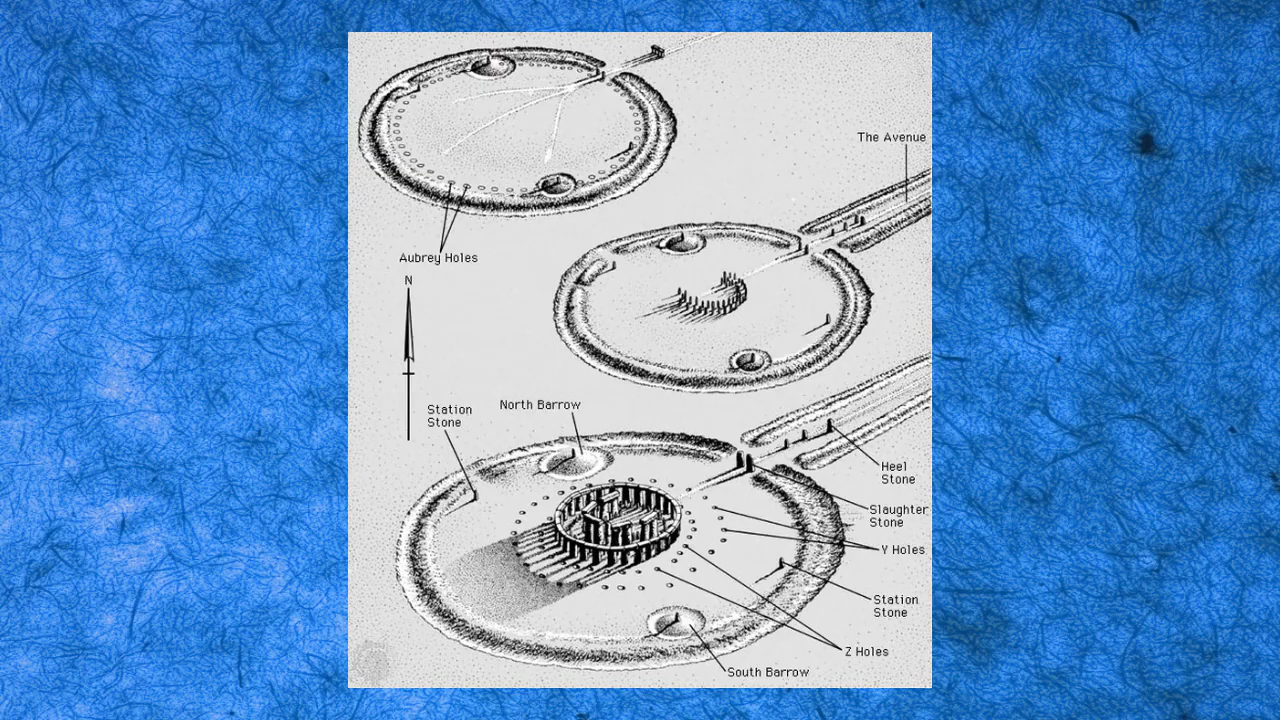 The Avenue
Aubrey Holes
N
Station
Stone
North Barrow
Heel
Stone
Slaughter
Stone
Y Holes
Station
Stone
Z Holes
South Barrow